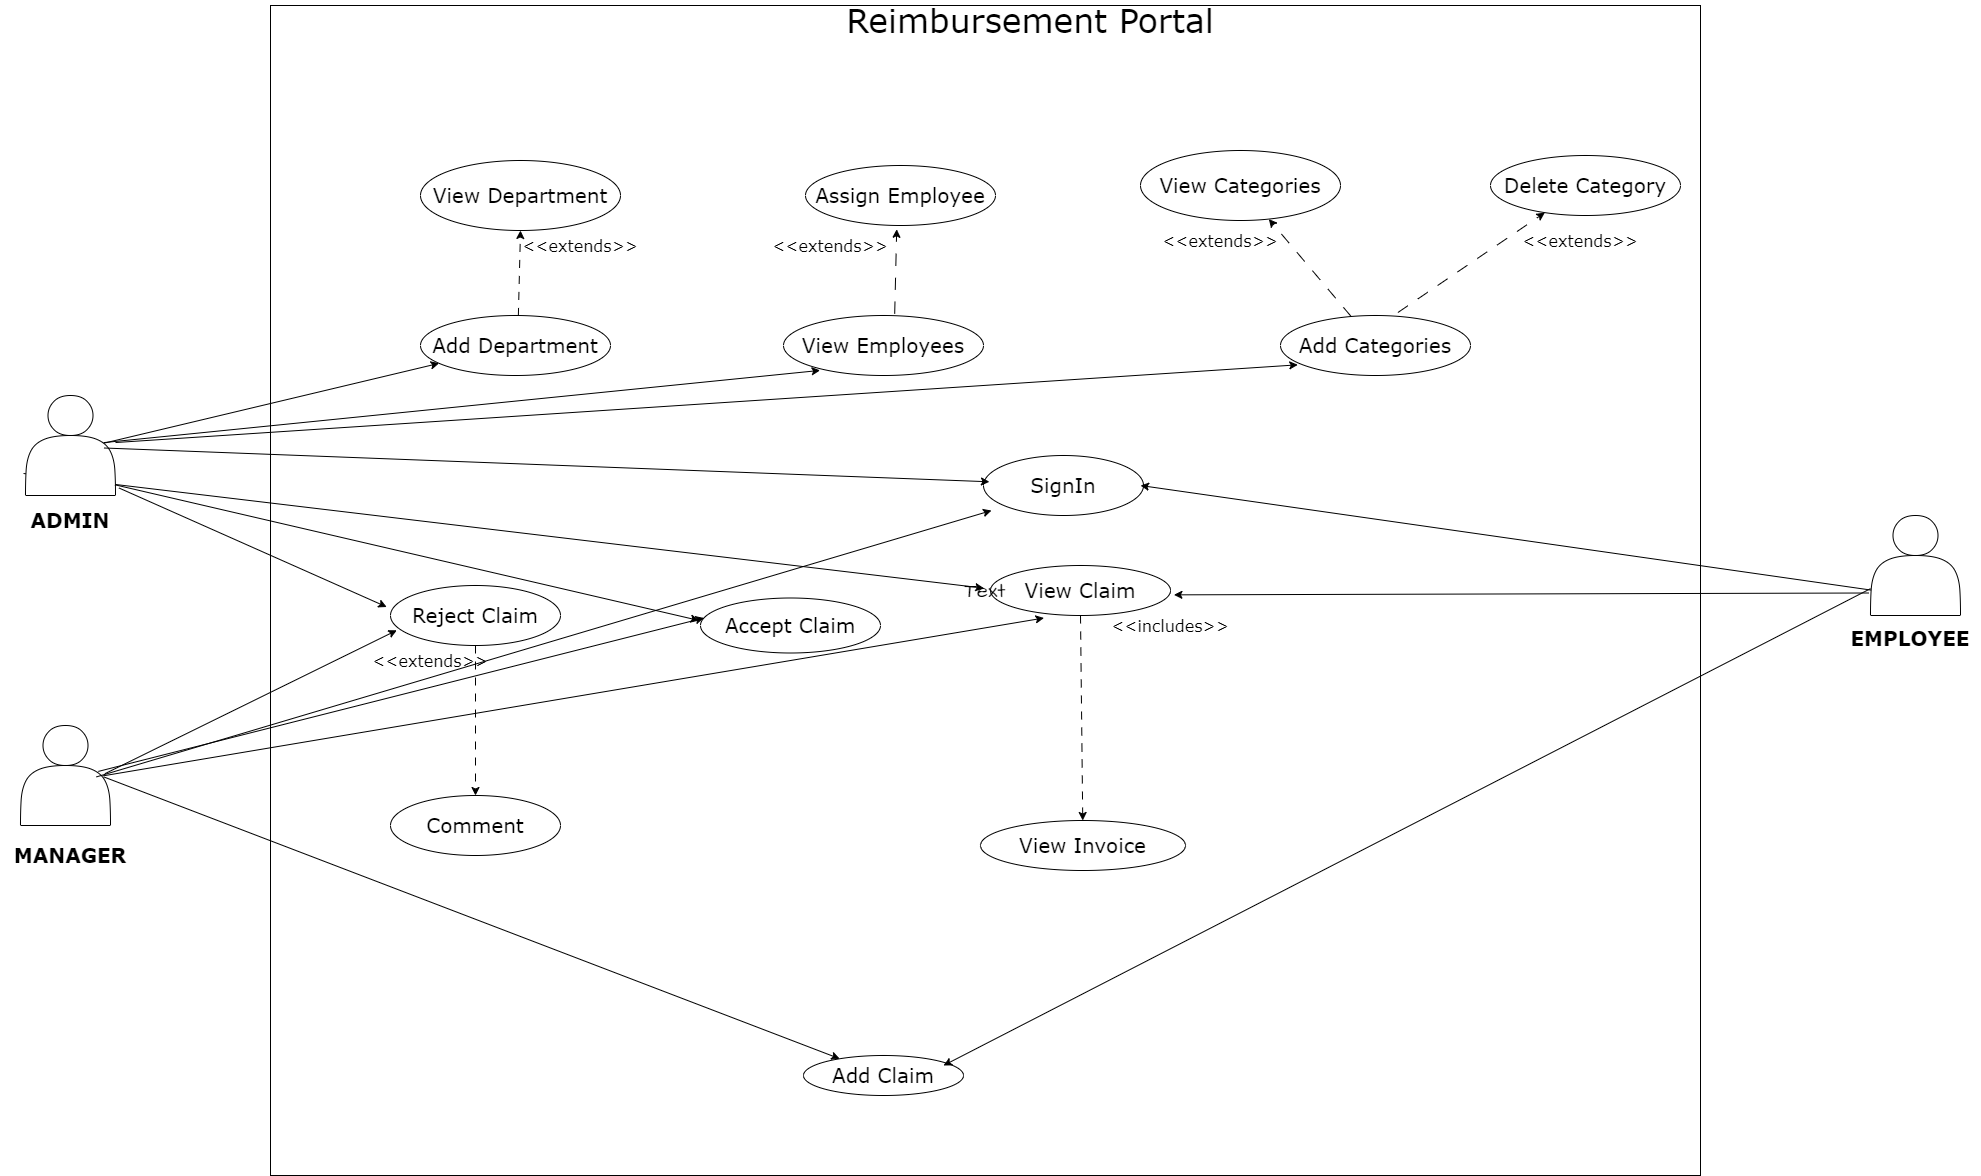 Reimbursement Portal
View Department
Assign Employee
View Categories
Delete Category
<<extends>>
<<extends>>
<<extends>>
<<extends>>
Add Department
View Employees
Add Categories
ADMIN
SignIn
EMPLOYEE
Reject Claim
Accept Claim
Text
View Claim
<<includes>>
<<extends>>
MANAGER
Comment
View Invoice
Add Claim